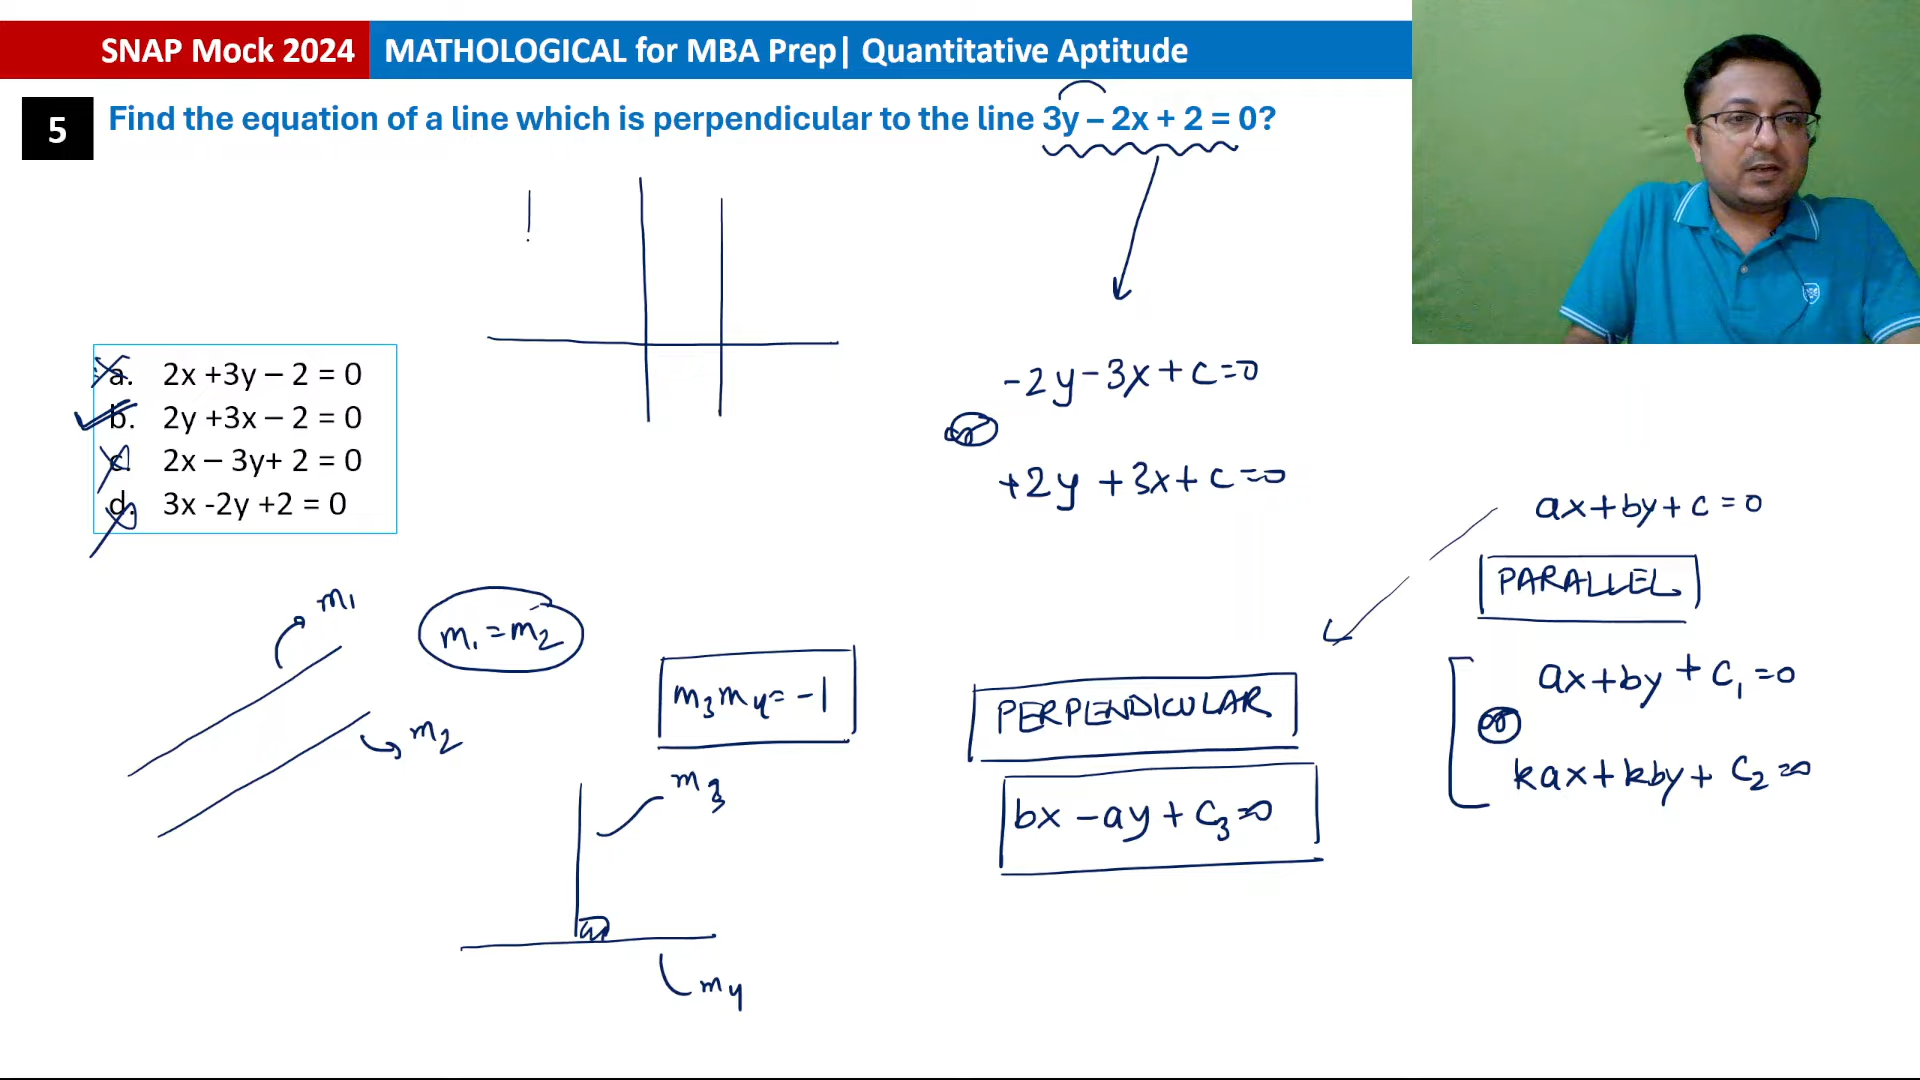 SNAP Mock 2024 MATHOLOGICAL for MBA Prep| Quantitative Aptitude
5 Find the equation of a line which is perpendicular to the line 3y – 2x + 2 = 0?
-2y-3x+c=0
or
+2y+3x+c=0
a. 2x +3y – 2 = 0
b. 2y +3x – 2 = 0
c. 2x – 3y+ 2 = 0
d. 3x -2y +2 = 0
ax+by+c=0
PARALLEL
ax+by+c₁=0
or
kax+kby+c₂=0
m₁
m₁=m₂
m₂
m₃m₄=-1
m₃
m₄
PERPENDICULAR
bx-ay+c₃=0